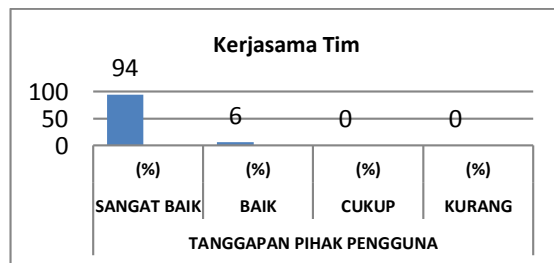 Kerjasama Tim
94
6
0
0
100
50
0
(%)
(%)
(%)
(%)
SANGAT BAIK
BAIK
CUKUP
KURANG
TANGGAPAN PIHAK PENGGUNA